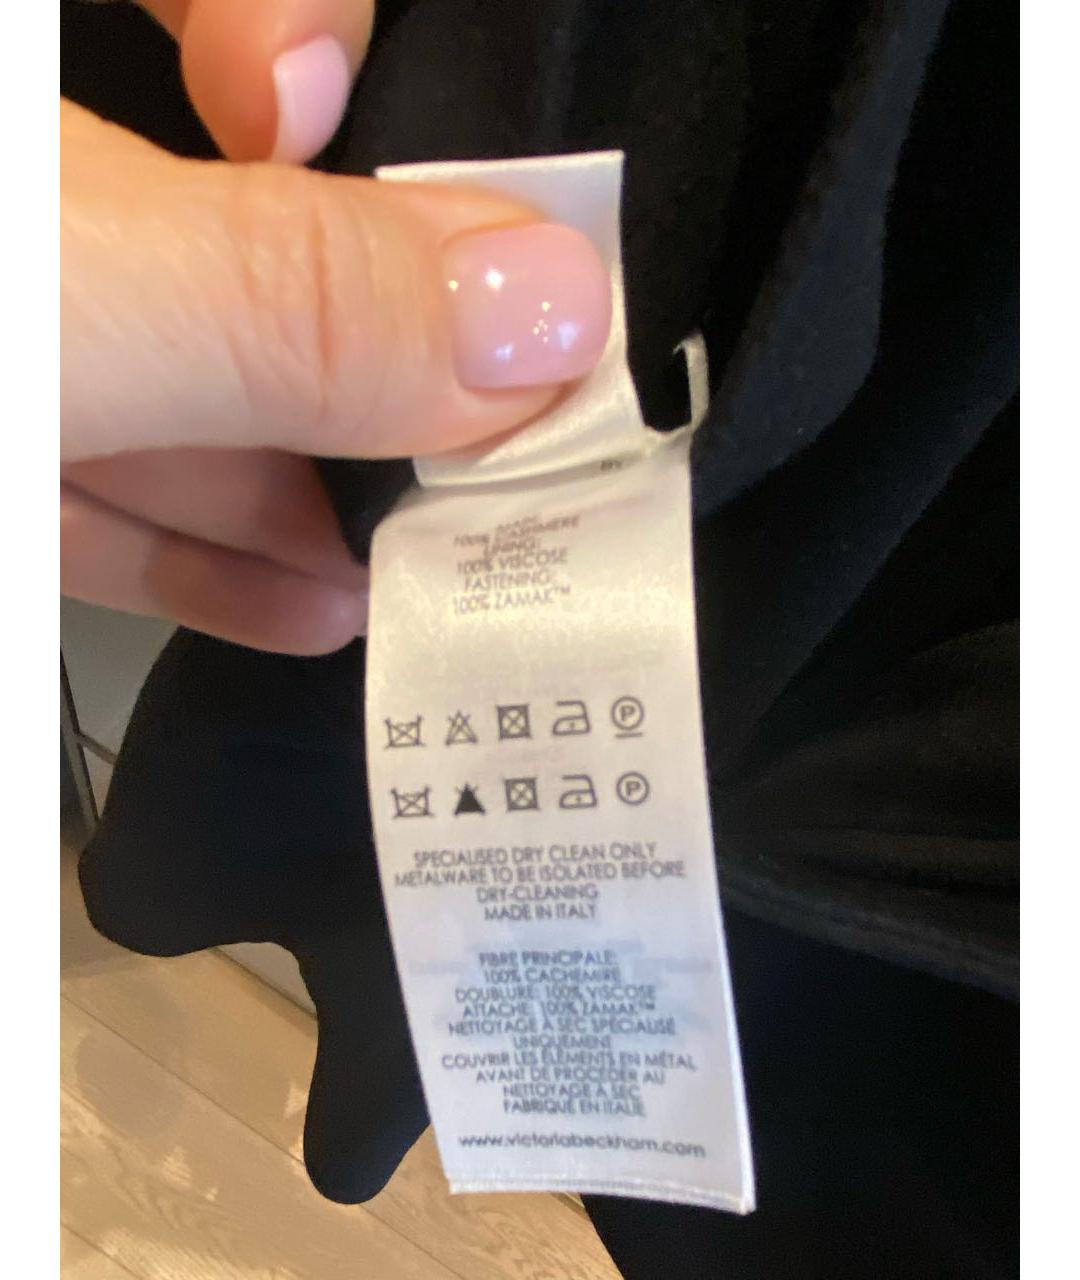 MAIN:
100% CASHMERE
LINING:
100% VISCOSE
FASTENING:
100% ZAMAK™
P
P
SPECIALISED DRY CLEAN ONLY
METALWARE TO BE ISOLATED BEFORE
DRY-CLEANING
MADE IN ITALY
FIBRE PRINCIPALE:
100% CACHEMIRE
DOUBLURE: 100% VISCOSE
ATTACHE: 100% ZAMAK™
NETTOYAGE À SEC SPÉCIALISÉ
UNIQUEMENT
COUVRIR LES ÉLÉMENTS EN MÉTAL
AVANT DE PROCÉDER AU
NETTOYAGE À SEC
FABRIQUÉ EN ITALIE
www.victoriabeckham.com